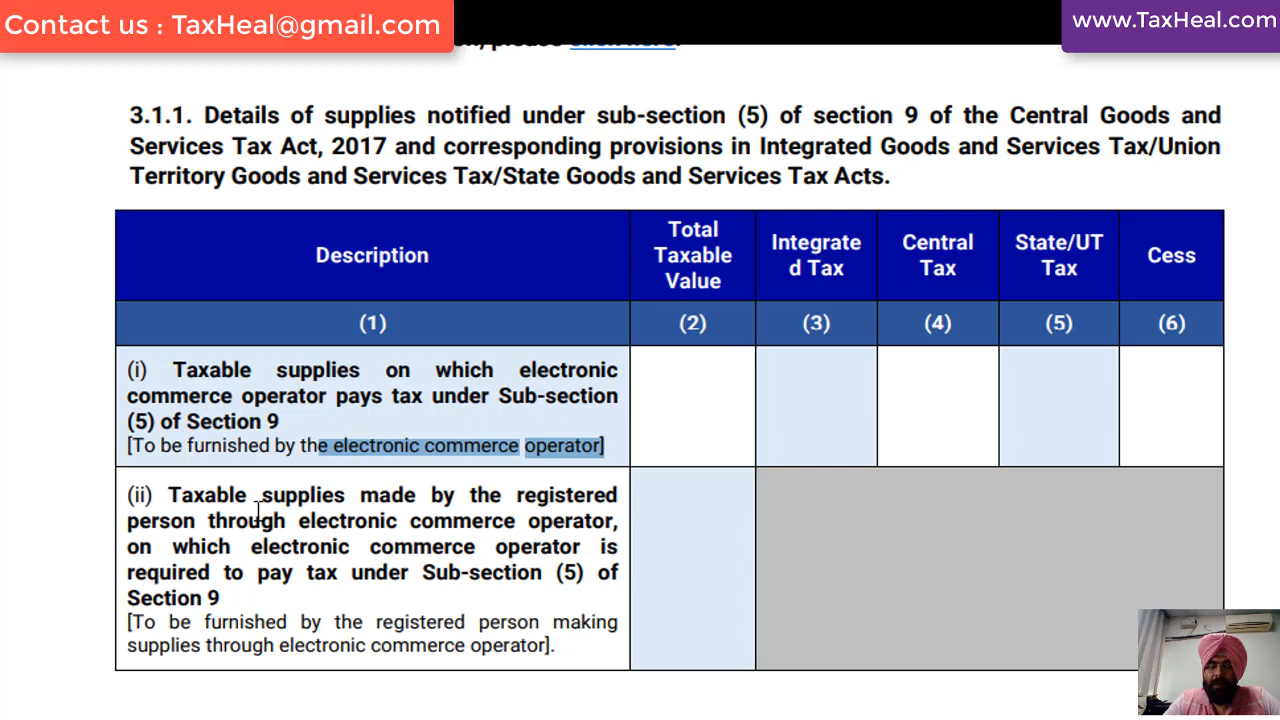 Contact us : TaxHeal@gmail.com
www.TaxHeal.com
please click here.
3.1.1. Details of supplies notified under sub-section (5) of section 9 of the Central Goods and
Services Tax Act, 2017 and corresponding provisions in Integrated Goods and Services Tax/Union
Territory Goods and Services Tax/State Goods and Services Tax Acts.
Description
Total
Taxable
Value
Integrate
d Tax
Central
Tax
State/UT
Tax
Cess
(1)
(2)
(3)
(4)
(5)
(6)
(i) Taxable supplies on which electronic
commerce operator pays tax under Sub-section
(5) of Section 9
[To be furnished by the electronic commerce operator]
(ii) Taxable supplies made by the registered
person through electronic commerce operator,
on which electronic commerce operator is
required to pay tax under Sub-section (5) of
Section 9
[To be furnished by the registered person making
supplies through electronic commerce operator].